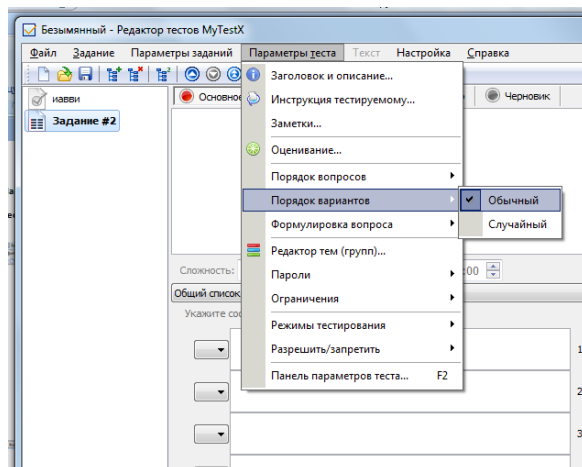 Безымянный - Редактор тестов MyTestX
Файл Задание Параметры заданий Параметры теста Текст Настройка Справка
Заголовок и описание...
иавви
Основно
Инструкция тестируемому...
Черновик
Задание #2
Заметки...
Оценивание...
Порядок вопросов
Порядок вариантов
Обычный
Формулировка вопроса
Случайный
Редактор тем (групп)...
Сложность:
:00
Пароли
Общий список
Ограничения
Укажите соо
Режимы тестирования
Разрешить/запретить
1
Панель параметров теста... F2
2
3